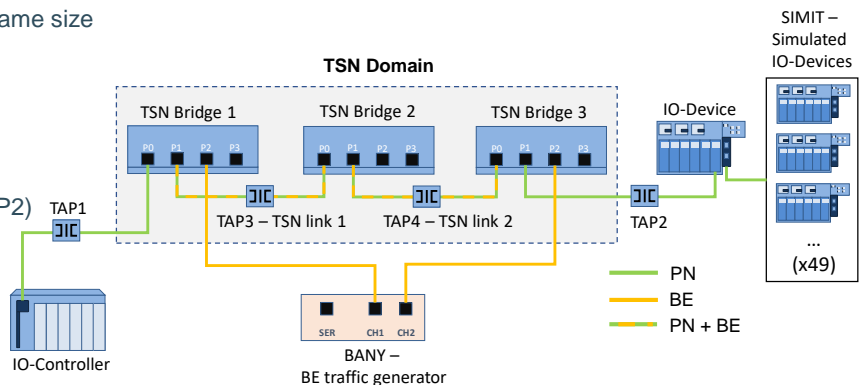 ame size
SIMIT –
Simulated
IO-Devices
TSN Domain
TSN Bridge 1
TSN Bridge 2
TSN Bridge 3
IO-Device
P0 P1 P2 P3
P0 P1 P2 P3
P0 P1 P2 P3
P2)
TAP1
TAP3 – TSN link 1
TAP4 – TSN link 2
TAP2
...
(x49)
PN
BE
PN + BE
SER CH1 CH2
IO-Controller
BANY –
BE traffic generator